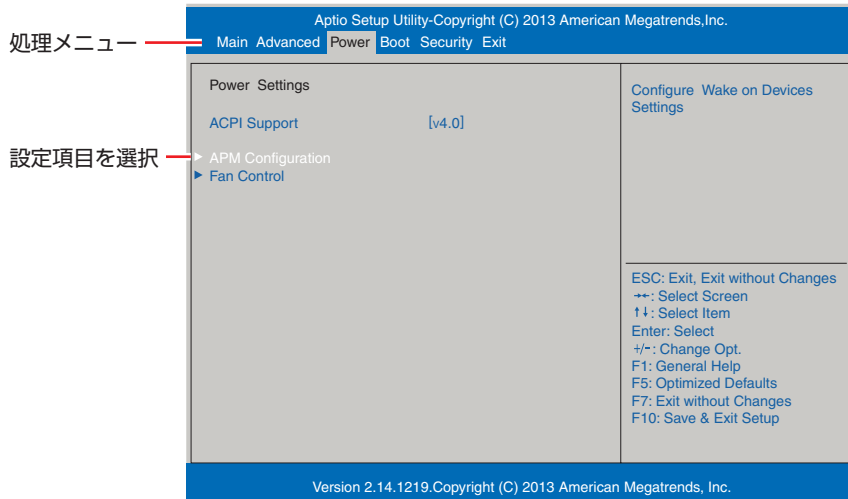 Aptio Setup Utility-Copyright (C) 2013 American Megatrends,Inc.
処理メニュー
Main Advanced Power Boot Security Exit
Power Settings
ACPI Support [v4.0]
設定項目を選択
▶ APM Configuration
▶ Fan Control
Configure Wake on Devices
Settings
ESC: Exit, Exit without Changes
→←: Select Screen
↑↓: Select Item
Enter: Select
+/-: Change Opt.
F1: General Help
F5: Optimized Defaults
F7: Exit without Changes
F10: Save & Exit Setup
Version 2.14.1219.Copyright (C) 2013 American Megatrends, Inc.